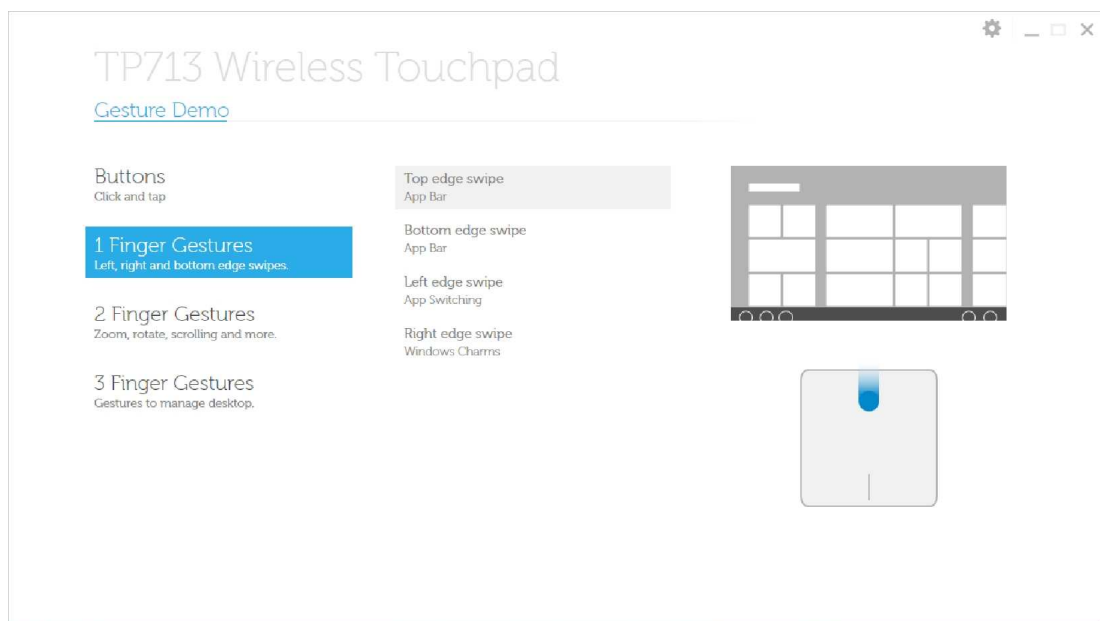 TP713 Wireless Touchpad
Gesture Demo
Buttons
Click and tap
1 Finger Gestures
Left, right and bottom edge swipes.
2 Finger Gestures
Zoom, rotate, scrolling and more.
3 Finger Gestures
Gestures to manage desktop.
Top edge swipe
App Bar
Bottom edge swipe
App Bar
Left edge swipe
App Switching
Right edge swipe
Windows Charms